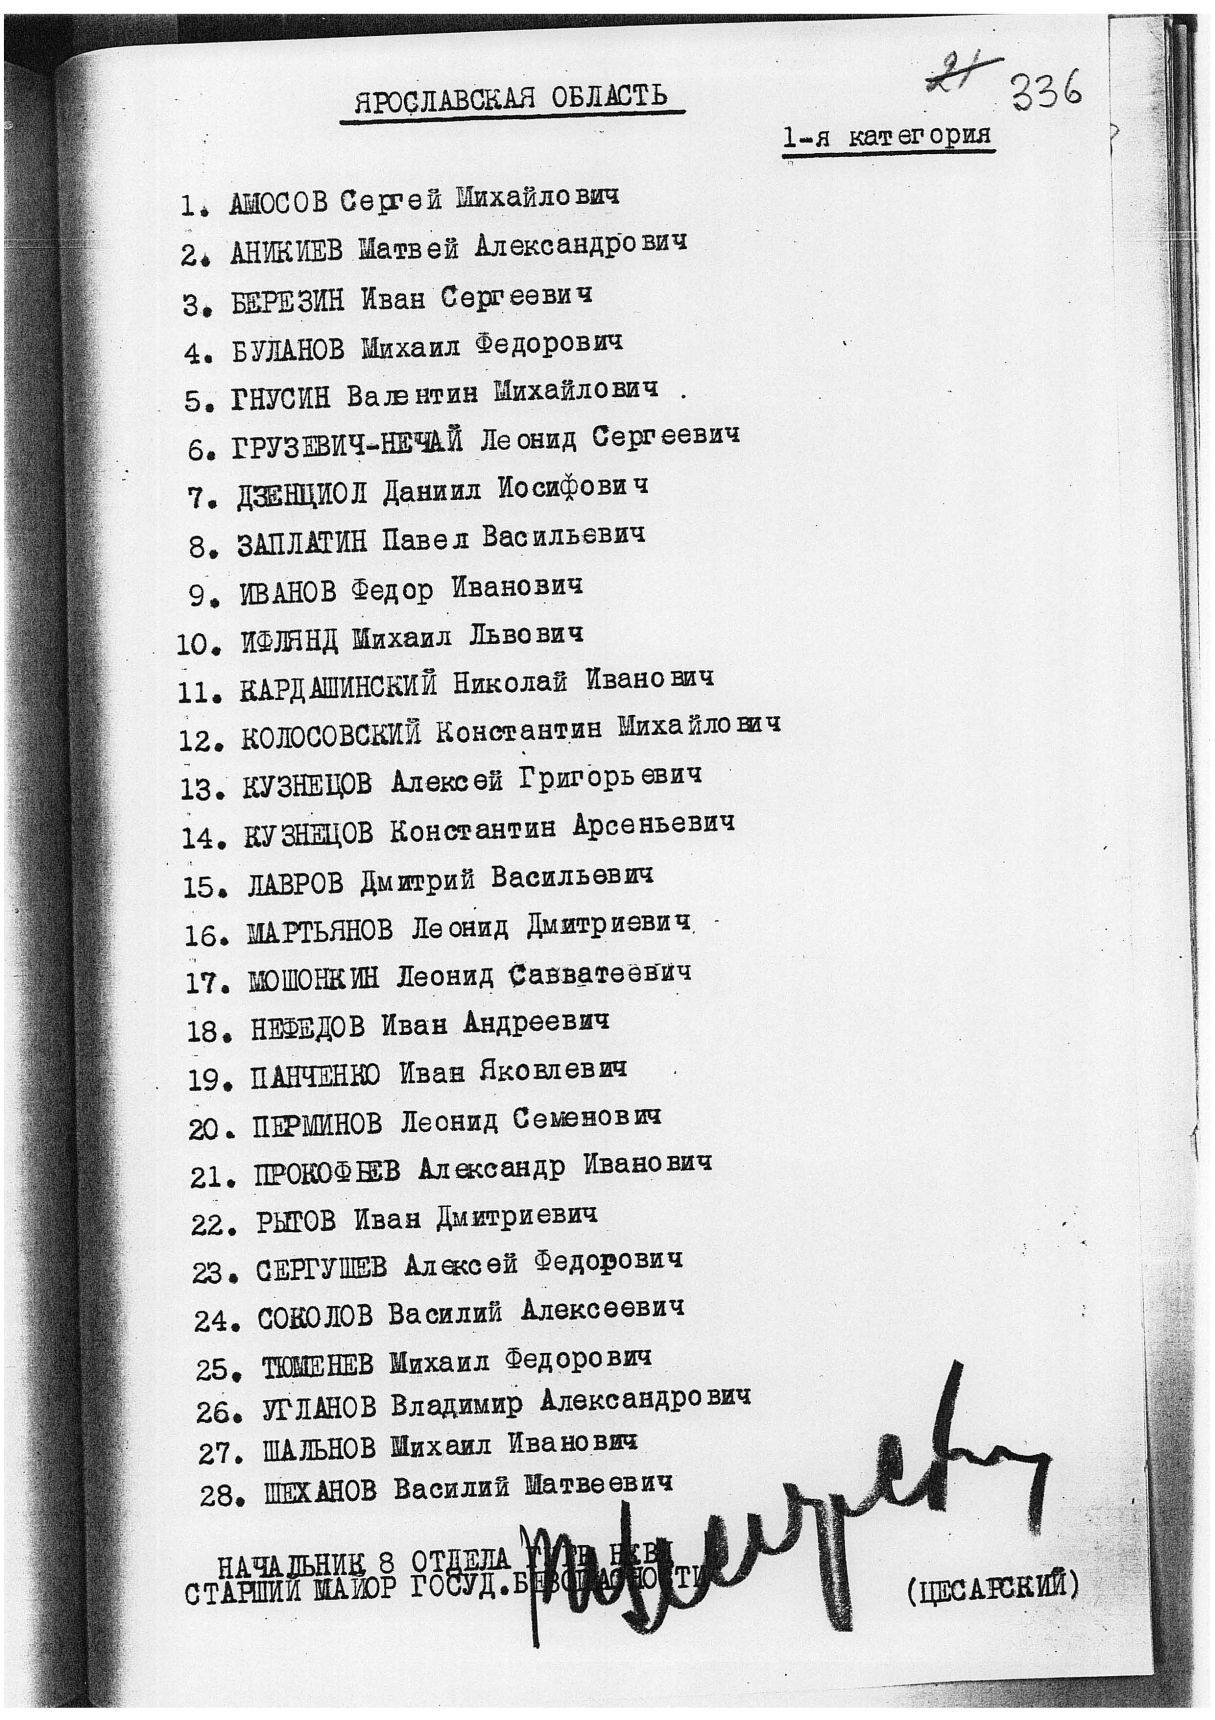 21 336
ЯРОСЛАВСКАЯ ОБЛАСТЬ
1-я категория
1. АМОСОВ Сергей Михайлович
2. АНИКИЕВ Матвей Александрович
3. БЕРЕЗИН Иван Сергеевич
4. БУЛАНОВ Михаил Федорович
5. ГНУСИН Валентин Михайлович
6. ГРУЗЕВИЧ-НЕЧАЙ Леонид Сергеевич
7. ДЗЕНЦИОЛ Даниил Иосифович
8. ЗАПЛАТИН Павел Васильевич
9. ИВАНОВ Федор Иванович
10. ИФЛЯНД Михаил Львович
11. КАРДАШИНСКИЙ Николай Иванович
12. КОЛОСОВСКИЙ Константин Михайлович
13. КУЗНЕЦОВ Алексей Григорьевич
14. КУЗНЕЦОВ Константин Арсеньевич
15. ЛАВРОВ Дмитрий Васильевич
16. МАРТЬЯНОВ Леонид Дмитриевич
17. МОШОНКИН Леонид Савватеевич
18. НЕФЕДОВ Иван Андреевич
19. ПАНЧЕНКО Иван Яковлевич
20. ПЕРМИНОВ Леонид Семенович
21. ПРОКОФЬЕВ Александр Иванович
22. РЫТОВ Иван Дмитриевич
23. СЕРГУШЕВ Алексей Федорович
24. СОКОЛОВ Василий Алексеевич
25. ТЮМЕНЕВ Михаил Федорович
26. УГЛАНОВ Владимир Александрович
27. ШАЛЬНОВ Михаил Иванович
28. ШЕХАНОВ Василий Матвеевич
НАЧАЛЬНИК 8 ОТДЕЛА ГУГБ НКВД
СТАРШИЙ МАЙОР ГОСУД.БЕЗОПАСНОСТИ
(ЦЕСАРСКИЙ)